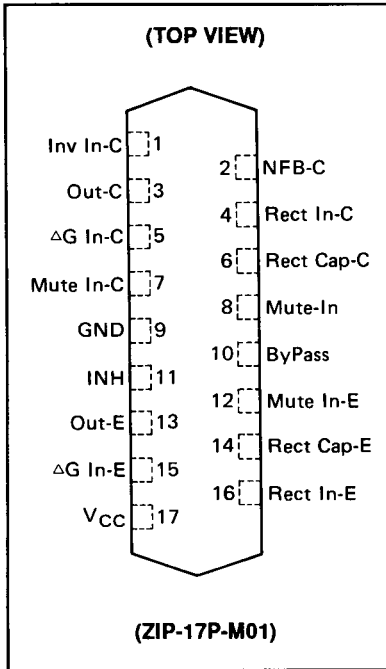 (TOP VIEW)
Inv In-C 1
2 NFB-C
Out-C 3
4 Rect In-C
△G In-C 5
6 Rect Cap-C
Mute In-C 7
8 Mute-In
GND 9
10 ByPass
INH 11
12 Mute In-E
Out-E 13
14 Rect Cap-E
△G In-E 15
16 Rect In-E
VCC 17
(ZIP-17P-M01)